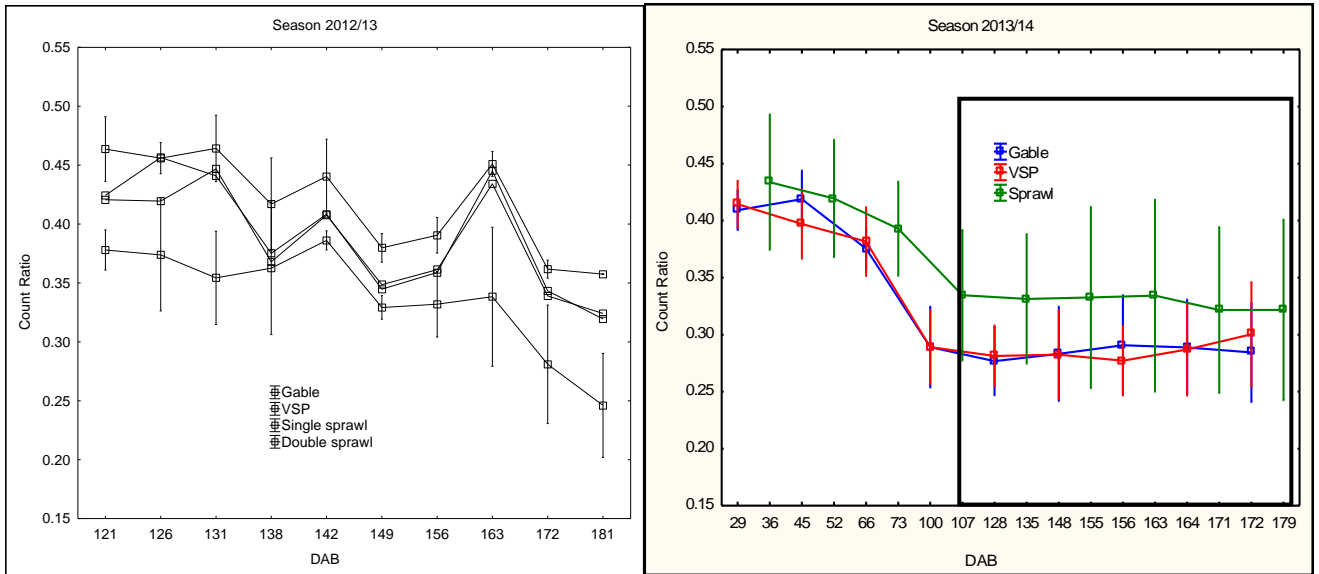 Season 2012/13
0.55
0.50
0.45
0.40
0.35
0.30
0.25
0.20
0.15
Count Ratio
Gable
VSP
Single sprawl
Double sprawl
121 126 131 138 142 149 156 163 172 181
DAB
Season 2013/14
0.55
0.50
0.45
0.40
0.35
0.30
0.25
0.20
0.15
Count Ratio
Gable
VSP
Sprawl
29 36 45 52 66 73 100 107 128 135 148 155 156 163 164 171 172 179
DAB